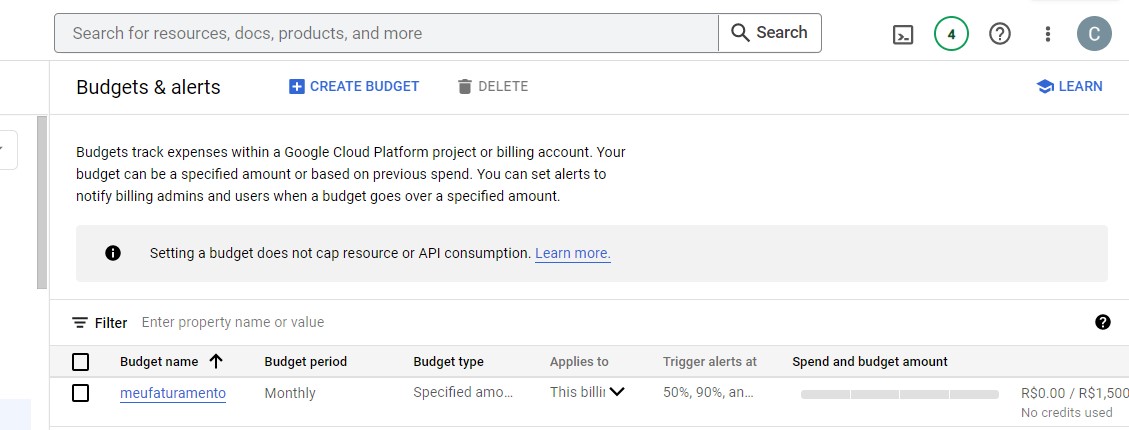 Search for resources, docs, products, and more
Search
4
C
Budgets & alerts
CREATE BUDGET
DELETE
LEARN
Budgets track expenses within a Google Cloud Platform project or billing account. Your
budget can be a specified amount or based on previous spend. You can set alerts to
notify billing admins and users when a budget goes over a specified amount.
Setting a budget does not cap resource or API consumption. Learn more.
Filter Enter property name or value
Budget name Budget period Budget type Applies to Trigger alerts at Spend and budget amount
meufaturamento Monthly Specified amo... This billi 50%, 90%, an... R$0.00 / R$1,500
No credits used